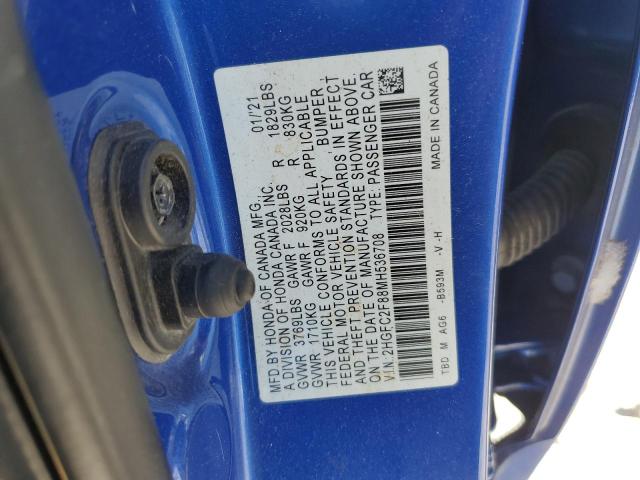 MFD.BY HONDA OF CANADA MFG., 01/'21
A DIVISION OF HONDA CANADA INC.
GVWR 3769LBS GAWR F 2028LBS R 1829LBS
GVWR 1710KG GAWR F 920KG R 830KG
THIS VEHICLE CONFORMS TO ALL APPLICABLE
FEDERAL MOTOR VEHICLE SAFETY, BUMPER,
AND THEFT PREVENTION STANDARDS IN EFFECT
ON THE DATE OF MANUFACTURE SHOWN ABOVE.
V.I.N.:2HGFC2F88MH536708 TYPE: PASSENGER CAR
TBD M AG6 -B593M -V -H MADE IN CANADA